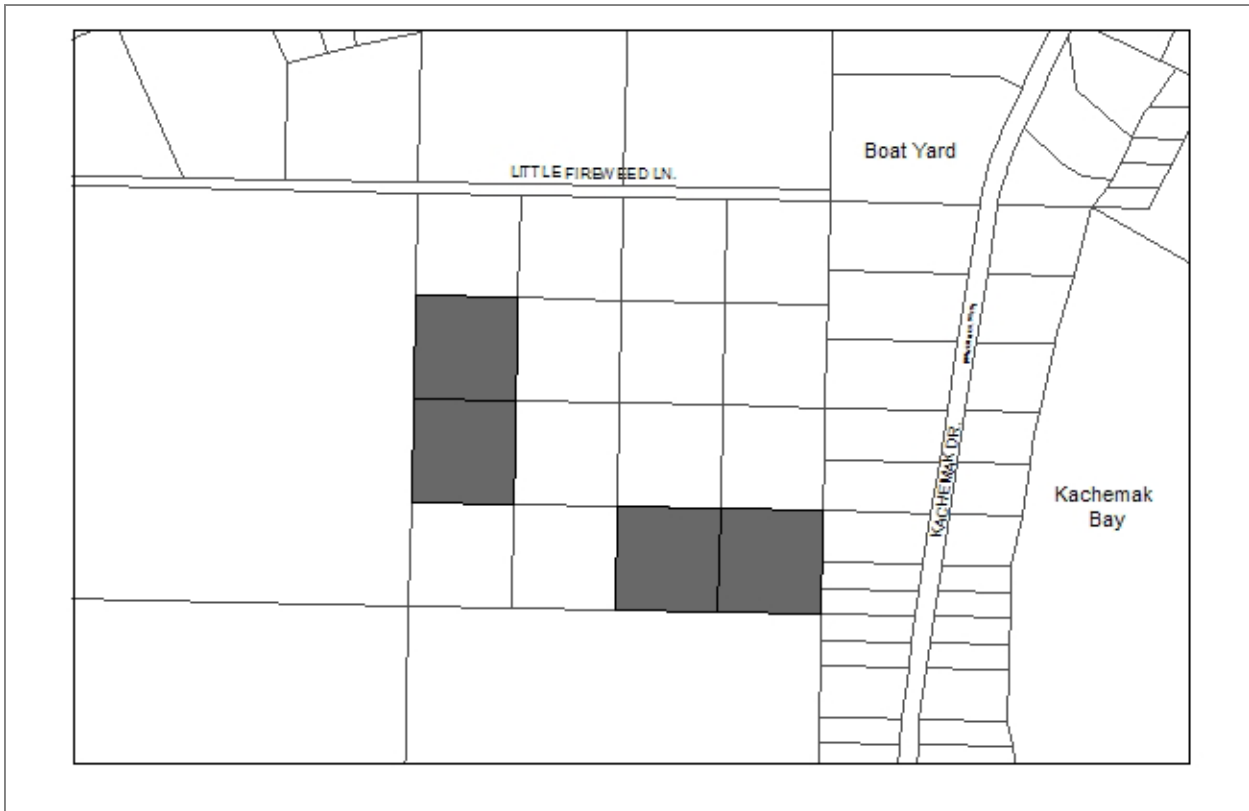 Boat Yard
LITTLE FIREWEED LN.
KACHEMAK DR.
Kachemak
Bay